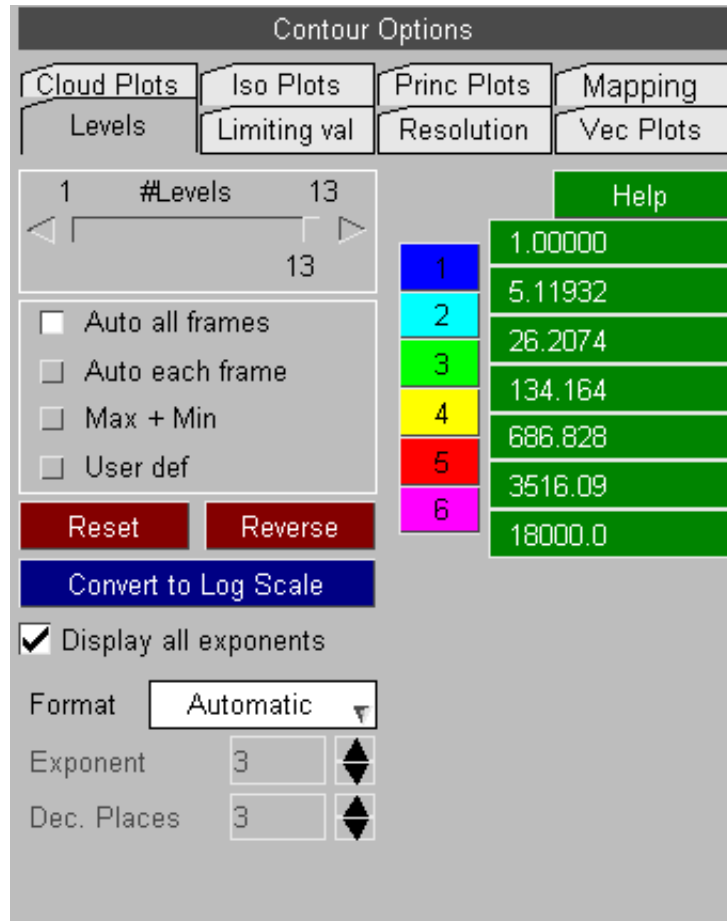 Contour Options
Cloud Plots Iso Plots Princ Plots Mapping
Levels Limiting val Resolution Vec Plots
1 #Levels 13
13
Auto all frames
Auto each frame
Max + Min
User def
Reset Reverse
Convert to Log Scale
Display all exponents
Format Automatic
Exponent 3
Dec. Places 3
Help
1.00000
1
5.11932
2
26.2074
3
134.164
4
686.828
5
3516.09
6
18000.0